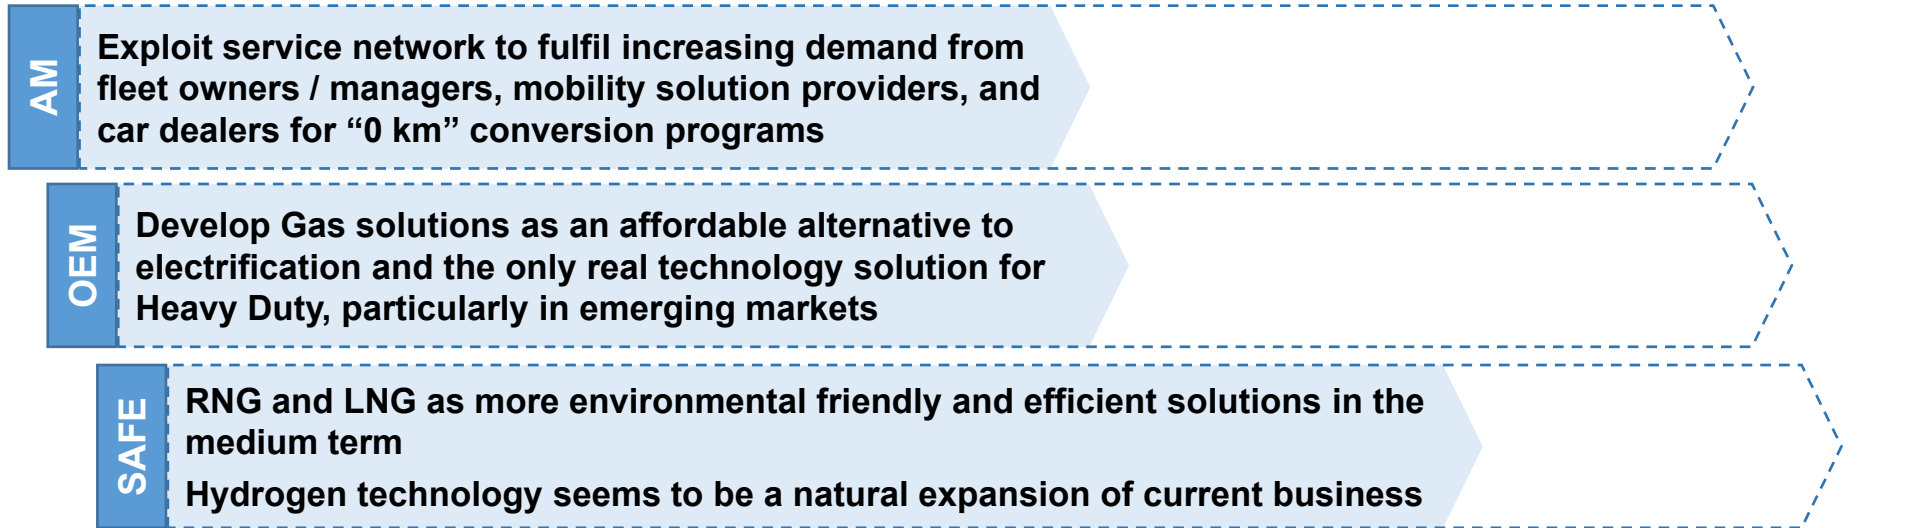 AM
Exploit service network to fulfil increasing demand from
fleet owners / managers, mobility solution providers, and
car dealers for “0 km” conversion programs
OEM
Develop Gas solutions as an affordable alternative to
electrification and the only real technology solution for
Heavy Duty, particularly in emerging markets
SAFE
RNG and LNG as more environmental friendly and efficient solutions in the
medium term
Hydrogen technology seems to be a natural expansion of current business